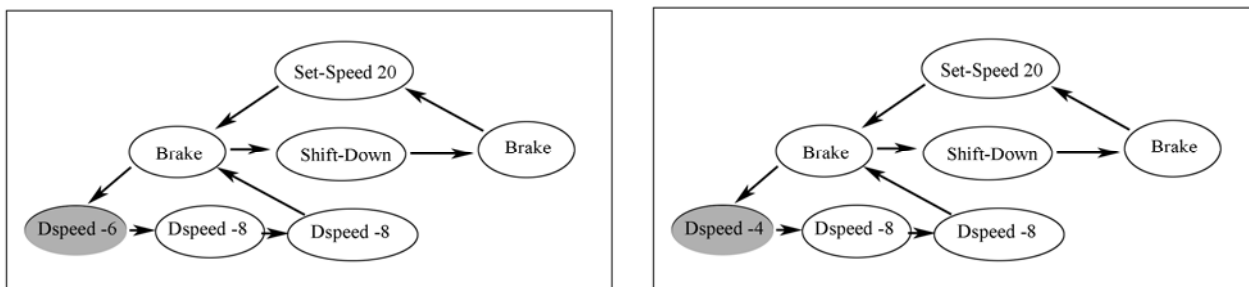 Set-Speed 20
Brake
Shift-Down
Brake
Dspeed -6
Dspeed -8
Dspeed -8
Set-Speed 20
Brake
Shift-Down
Brake
Dspeed -4
Dspeed -8
Dspeed -8